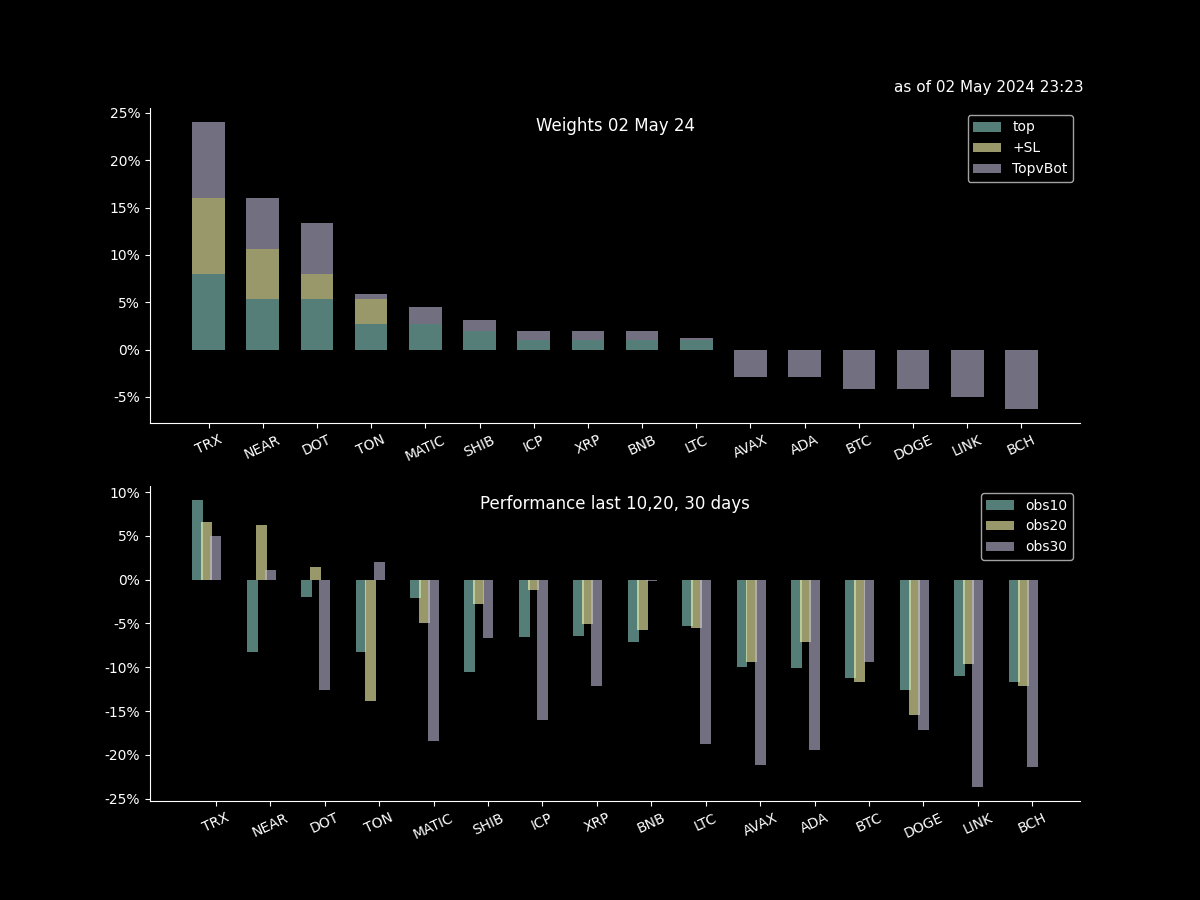 as of 02 May 2024 23:23
Weights 02 May 24
top
+SL
TopvBot
25%
20%
15%
10%
5%
0%
-5%
TRX NEAR DOT TON MATIC SHIB ICP XRP BNB LTC AVAX ADA BTC DOGE LINK BCH
Performance last 10,20, 30 days
obs10
obs20
obs30
10%
5%
0%
-5%
-10%
-15%
-20%
-25%
TRX NEAR DOT TON MATIC SHIB ICP XRP BNB LTC AVAX ADA BTC DOGE LINK BCH